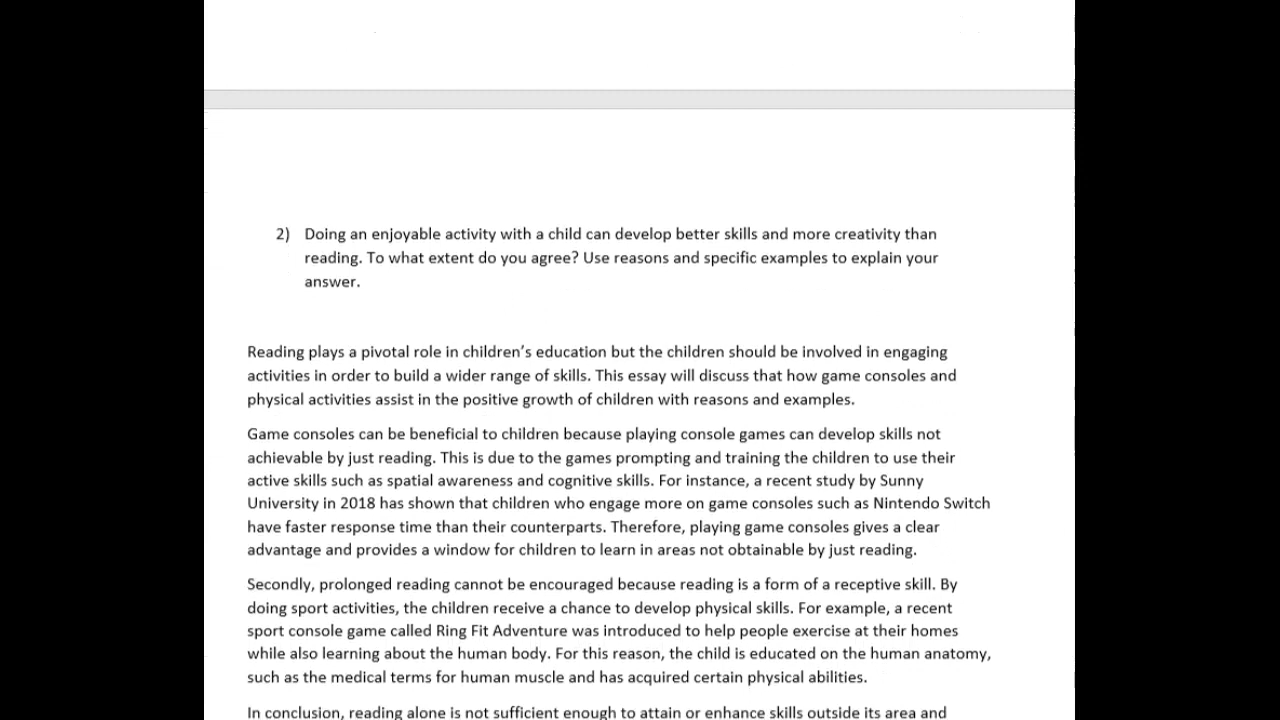 2) Doing an enjoyable activity with a child can develop better skills and more creativity than
reading. To what extent do you agree? Use reasons and specific examples to explain your
answer.
Reading plays a pivotal role in children's education but the children should be involved in engaging
activities in order to build a wider range of skills. This essay will discuss that how game consoles and
physical activities assist in the positive growth of children with reasons and examples.
Game consoles can be beneficial to children because playing console games can develop skills not
achievable by just reading. This is due to the games prompting and training the children to use their
active skills such as spatial awareness and cognitive skills. For instance, a recent study by Sunny
University in 2018 has shown that children who engage more on game consoles such as Nintendo Switch
have faster response time than their counterparts. Therefore, playing game consoles gives a clear
advantage and provides a window for children to learn in areas not obtainable by just reading.
Secondly, prolonged reading cannot be encouraged because reading is a form of a receptive skill. By
doing sport activities, the children receive a chance to develop physical skills. For example, a recent
sport console game called Ring Fit Adventure was introduced to help people exercise at their homes
while also learning about the human body. For this reason, the child is educated on the human anatomy,
such as the medical terms for human muscle and has acquired certain physical abilities.
In conclusion, reading alone is not sufficient enough to attain or enhance skills outside its area and